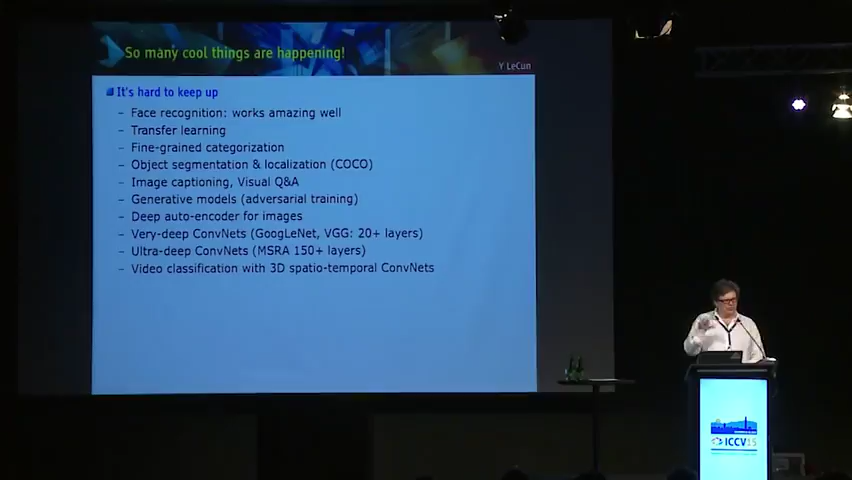 So many cool things are happening!
Y LeCun
It's hard to keep up
– Face recognition: works amazing well
– Transfer learning
– Fine-grained categorization
– Object segmentation & localization (COCO)
– Image captioning, Visual Q&A
– Generative models (adversarial training)
– Deep auto-encoder for images
– Very-deep ConvNets (GoogLeNet, VGG: 20+ layers)
– Ultra-deep ConvNets (MSRA 150+ layers)
– Video classification with 3D spatio-temporal ConvNets
ICCV15